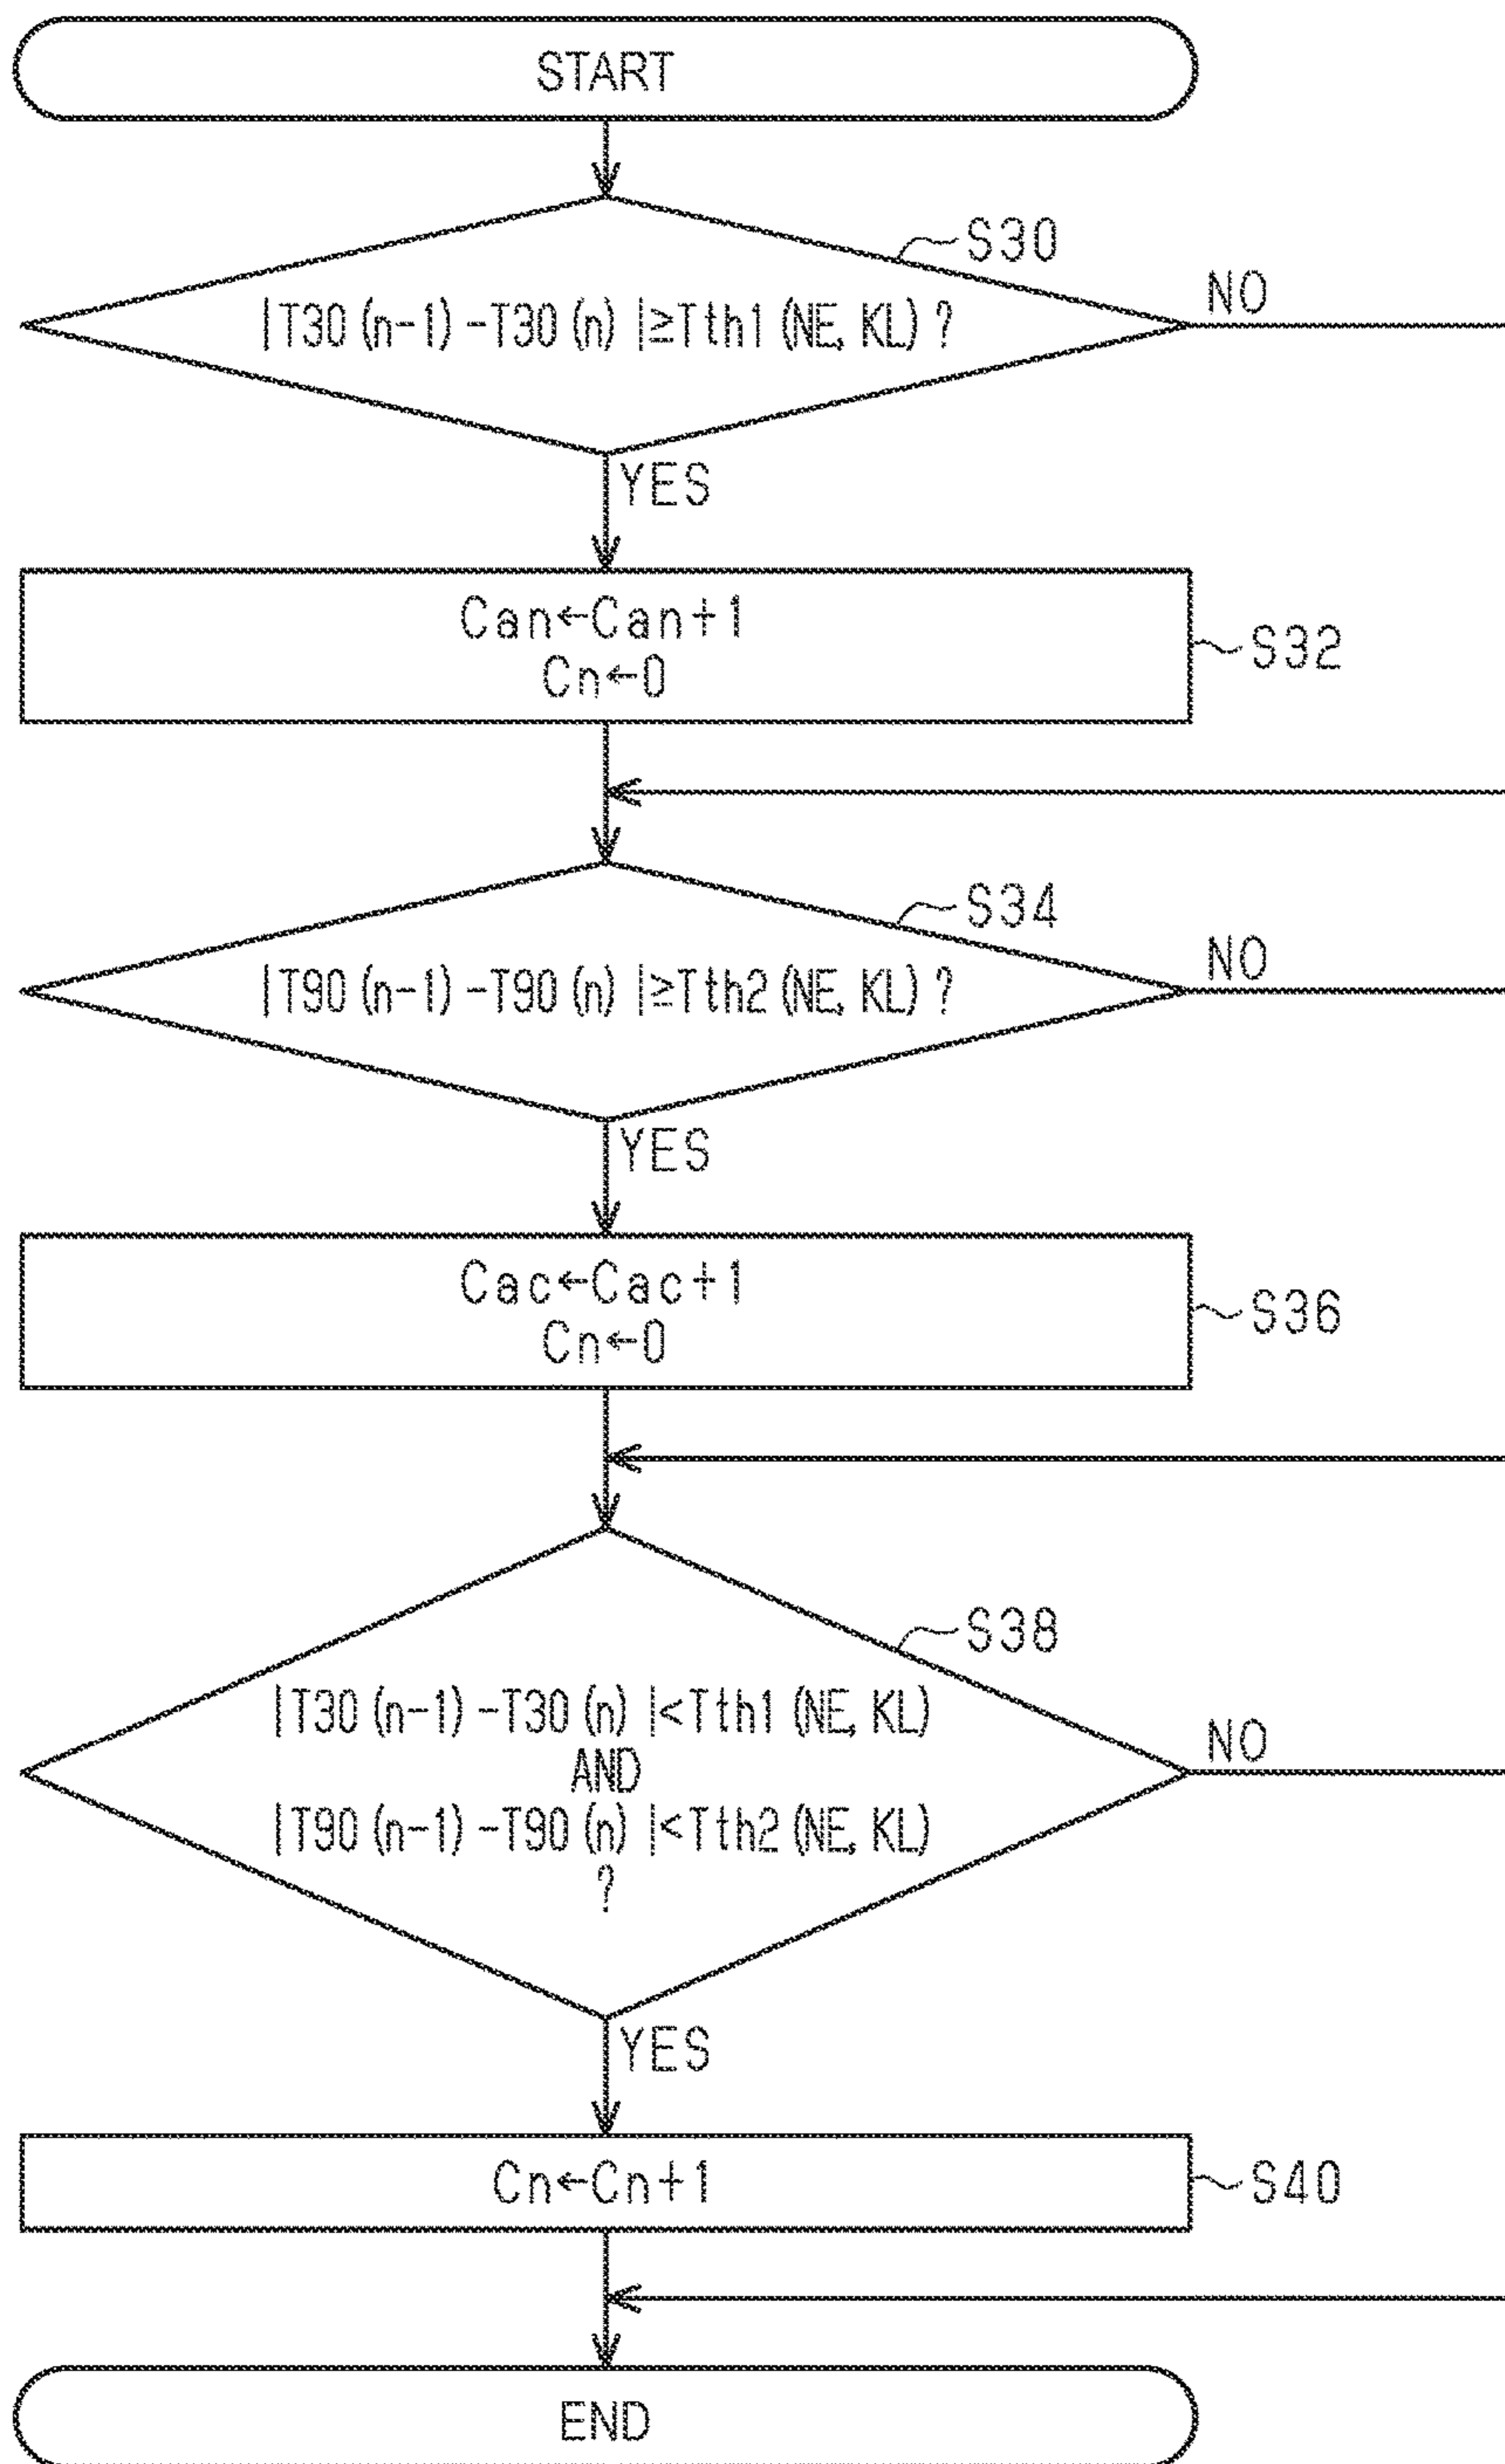 START
S30
|T30(n-1)-T30(n)|≥Tth1(NE, KL)?
NO
YES
Can←Can+1
Cn←0
S32
S34
|T90(n-1)-T90(n)|≥Tth2(NE, KL)?
NO
YES
Cac←Cac+1
Cn←0
S36
S38
|T30(n-1)-T30(n)|<Tth1(NE, KL)
AND
|T90(n-1)-T90(n)|<Tth2(NE, KL)
?
NO
YES
Cn←Cn+1
S40
END